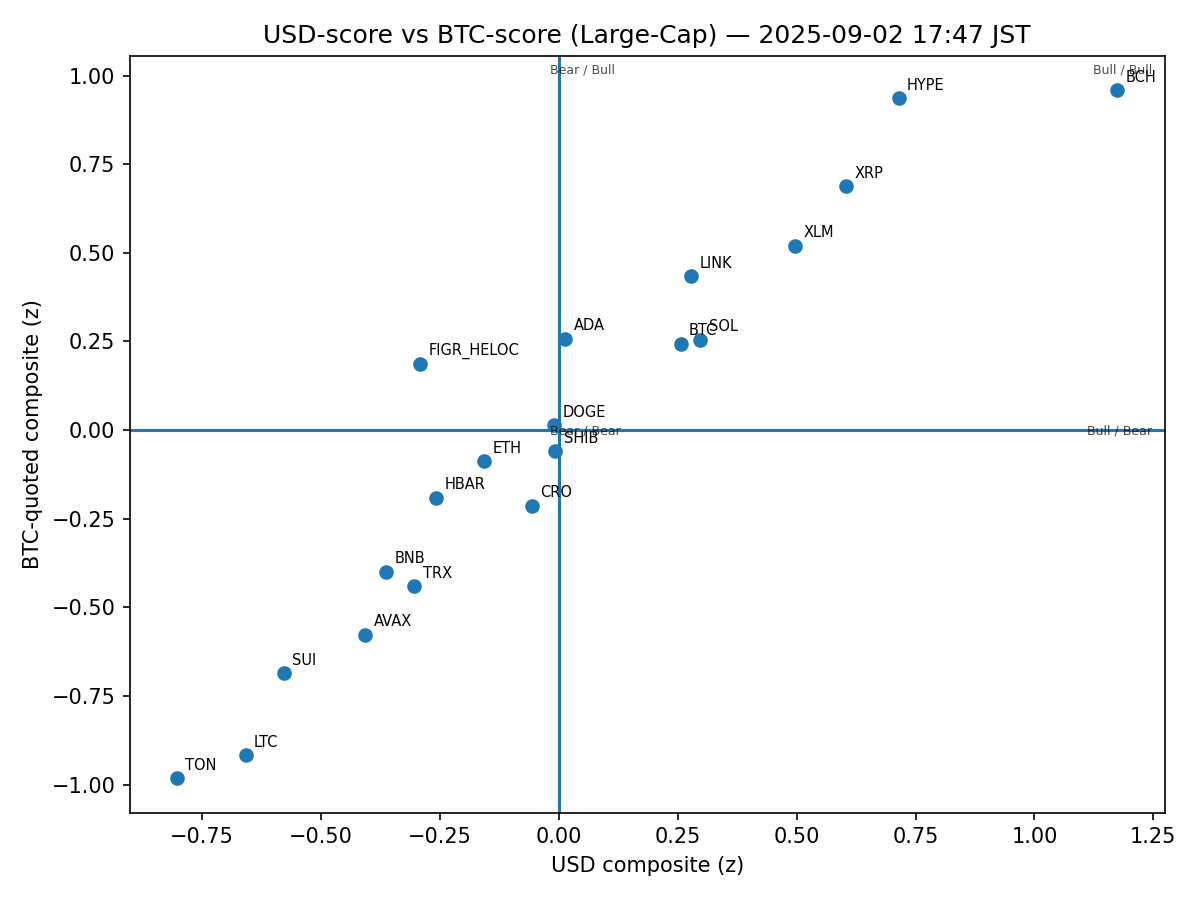 USD-score vs BTC-score (Large-Cap) — 2025-09-02 17:47 JST
Bear / Bull
Bull / Bull
BCH
HYPE
XRP
XLM
LINK
ADA
BTC
SOL
FIGR_HELOC
DOGE
Bear / Bear
Bull / Bear
SHIB
ETH
HBAR
CRO
BNB
TRX
AVAX
SUI
LTC
TON
1.00
0.75
0.50
0.25
0.00
−0.25
−0.50
−0.75
−1.00
BTC-quoted composite (z)
−0.75
−0.50
−0.25
0.00
0.25
0.50
0.75
1.00
1.25
USD composite (z)